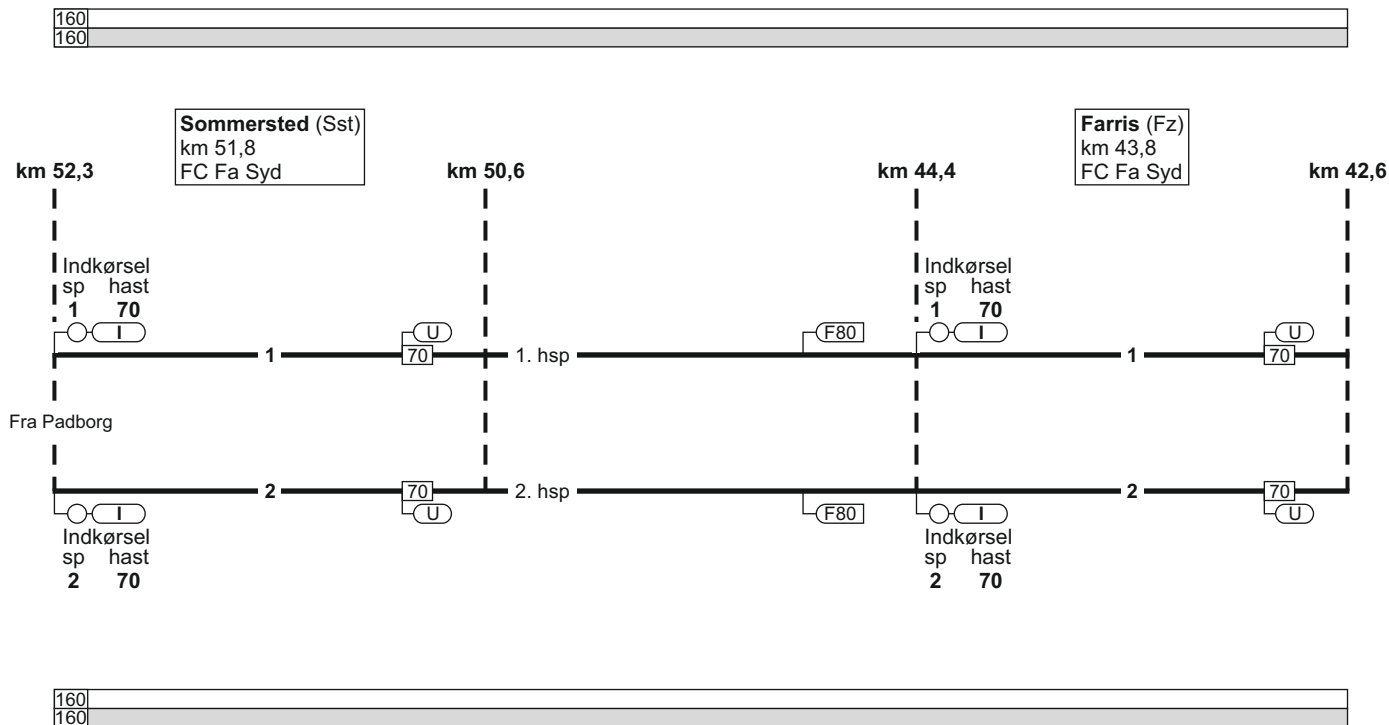 160
160
Sommersted (Sst)
km 51,8
FC Fa Syd
Farris (Fz)
km 43,8
FC Fa Syd
km 52,3
km 50,6
km 44,4
km 42,6
Indkørsel
sp hast
1 70
I
U
F80
Indkørsel
sp hast
1 70
I
U
1
70
1. hsp
1
70
Fra Padborg
2
70
2. hsp
2
70
I
U
F80
I
U
Indkørsel
sp hast
2 70
Indkørsel
sp hast
2 70
160
160